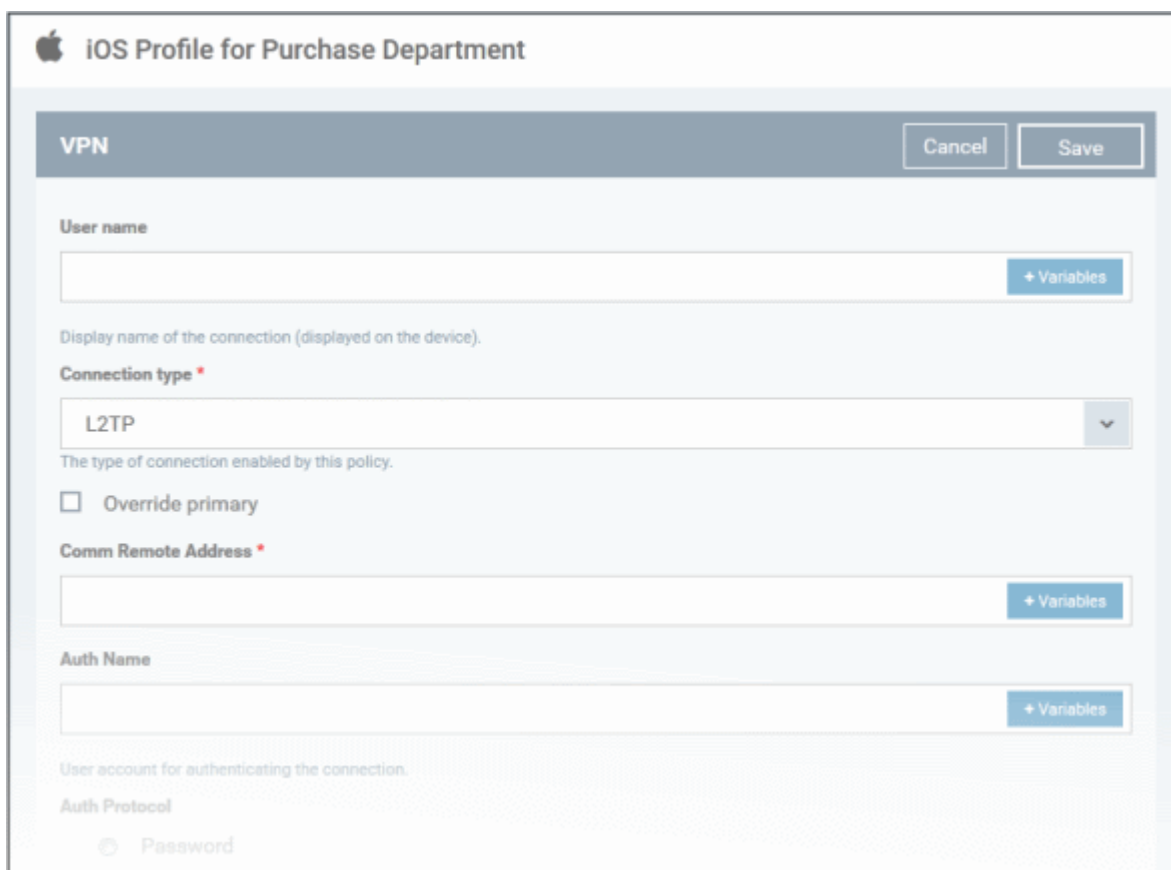 iOS Profile for Purchase Department
VPN
Cancel
Save
User name
+ Variables
Display name of the connection (displayed on the device).
Connection type *
L2TP
The type of connection enabled by this policy.
Override primary
Comm Remote Address *
+ Variables
Auth Name
+ Variables
User account for authenticating the connection.
Auth Protocol
Password